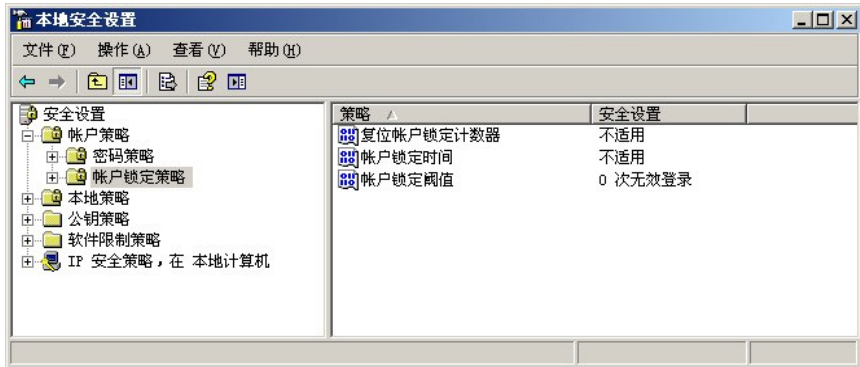 本地安全设置
文件(F) 操作(A) 查看(V) 帮助(H)
安全设置
帐户策略
密码策略
帐户锁定策略
本地策略
公钥策略
软件限制策略
IP 安全策略，在 本地计算机
策略 安全设置
复位帐户锁定计数器 不适用
帐户锁定时间 不适用
帐户锁定阈值 0 次无效登录